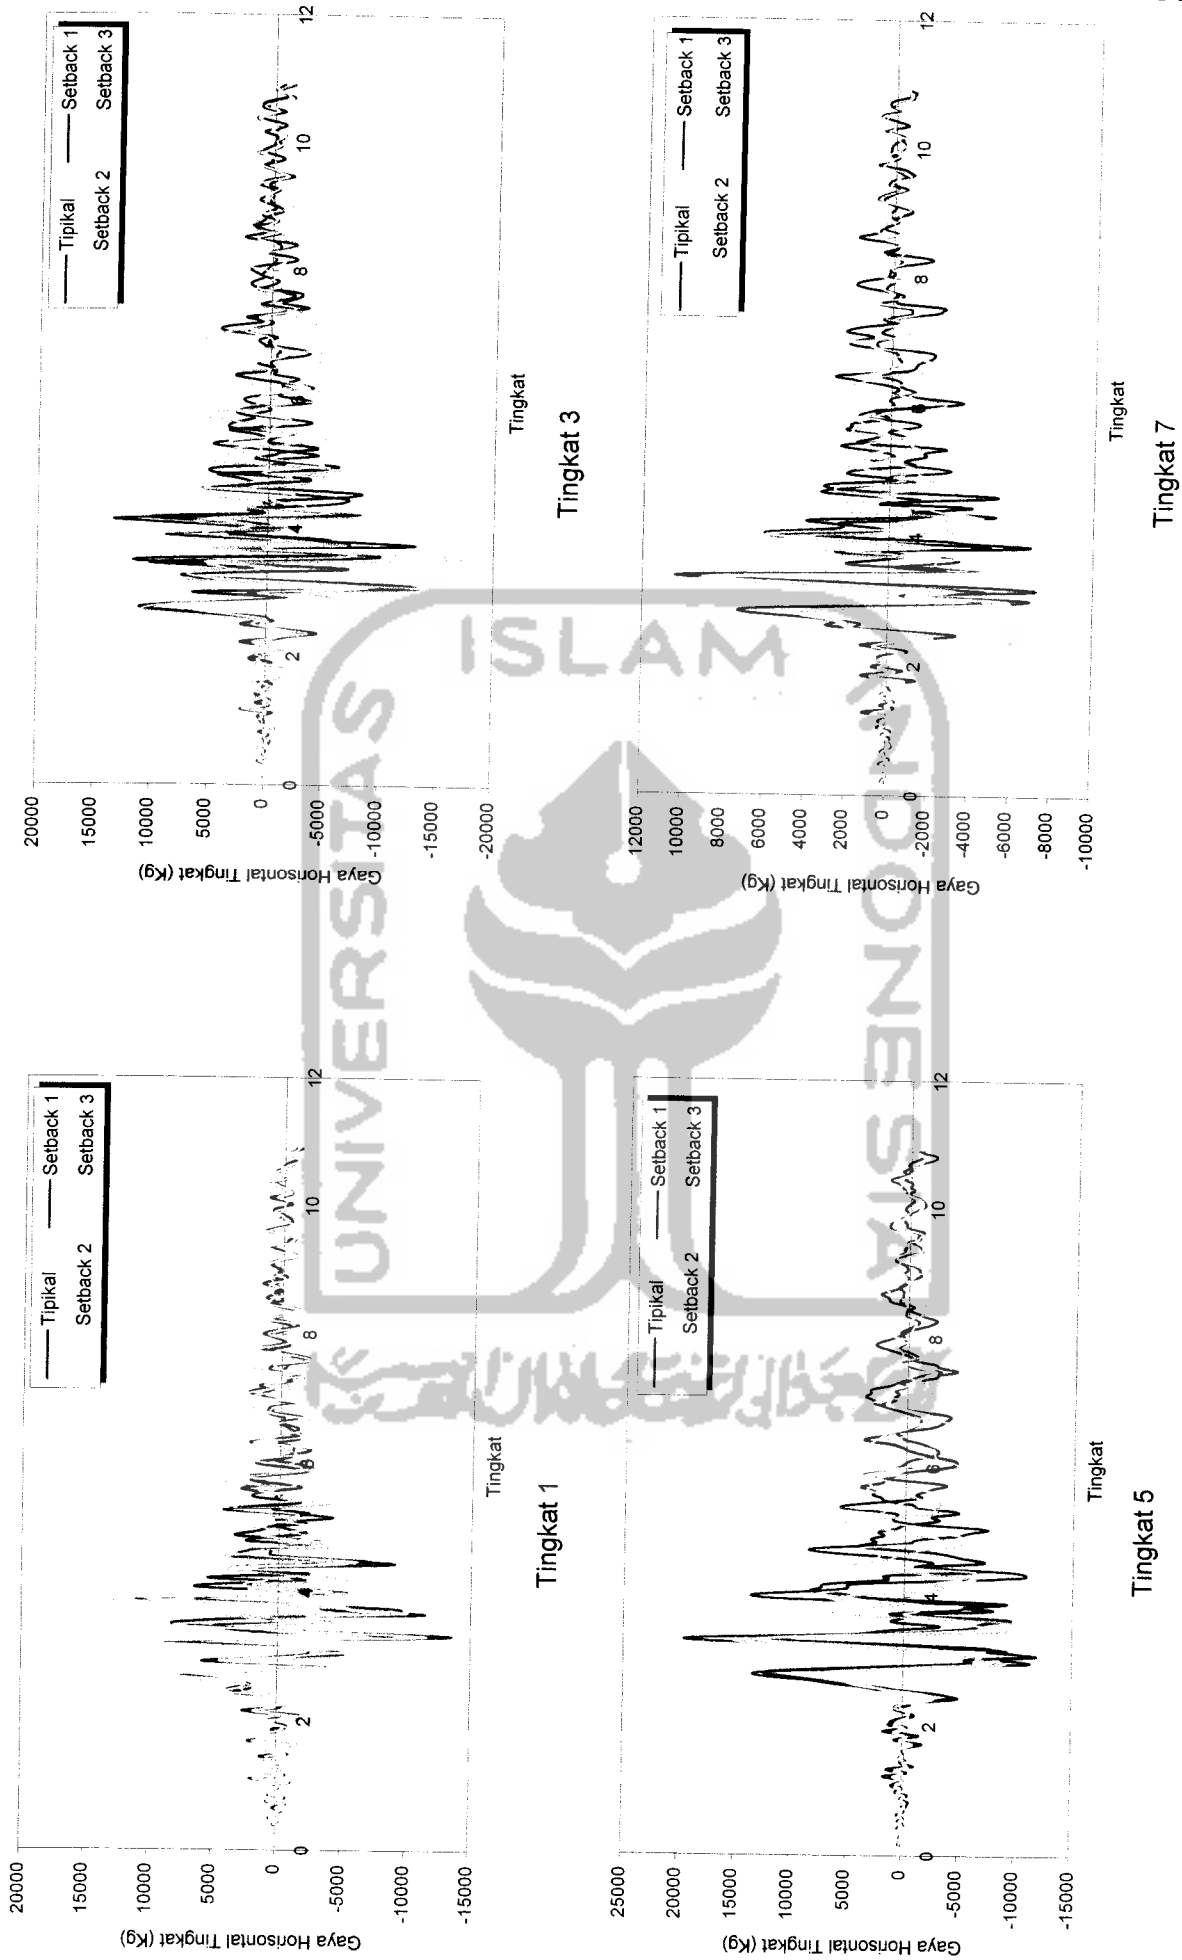 Tipikal
Setback 1
Setback 2
Setback 3
20000
15000
10000
5000
0
-5000
-10000
-15000
0
2
4
6
8
10
12
Gaya Horisontal Tingkat (Kg)
Tingkat
Tingkat 1
Tipikal
Setback 1
Setback 2
Setback 3
20000
15000
10000
5000
0
-5000
-10000
-15000
-20000
0
2
4
6
8
10
12
Gaya Horisontal Tingkat (Kg)
Tingkat
Tingkat 3
Tipikal
Setback 1
Setback 2
Setback 3
25000
20000
15000
10000
5000
0
-5000
-10000
-15000
0
2
4
6
8
10
12
Gaya Horisontal Tingkat (Kg)
Tingkat
Tingkat 5
Tipikal
Setback 1
Setback 2
Setback 3
12000
10000
8000
6000
4000
2000
0
-2000
-4000
-6000
-8000
-10000
0
2
4
6
8
10
12
Gaya Horisontal Tingkat (Kg)
Tingkat
Tingkat 7
UNIVERSITAS
ISLAM
INDONESIA